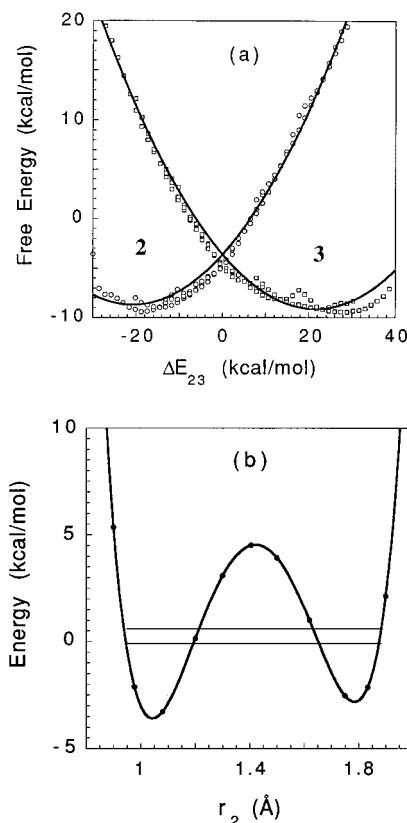 20
(a)
Free Energy (kcal/mol)
10
0
2
3
-10
-20
0
20
40
ΔE23 (kcal/mol)
10
(b)
Energy (kcal/mol)
5
0
-5
1
1.4
1.8
r2 (Å)